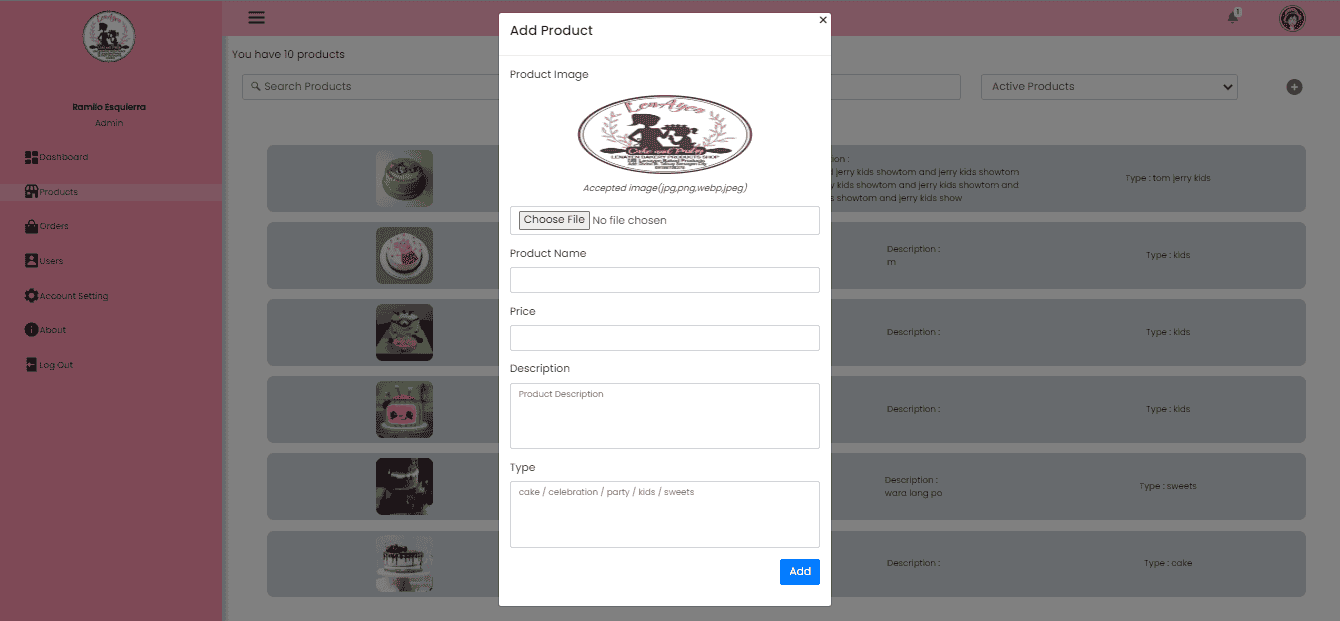 Ramilo Esquierra
Admin
Dashboard
Products
Orders
Users
Account Setting
About
Log Out
1
You have 10 products
Search Products
Active Products
Add Product
×
Product Image
LenAyen
Cake and Pastry
LENAYEN BAKERY PRODUCTS SHOP
Accepted image(jpg,png,webp,jpeg)
Choose File No file chosen
Product Name
Price
Description
Product Description
Type
cake / celebration / party / kids / sweets
Add
jerry kids showtom and jerry kids showtom
kids showtom and jerry kids showtom and
showtom and jerry kids show
Type : tom jerry kids
Description :
m
Type : kids
Description :
Type : kids
Description :
Type : kids
Description :
wara long po
Type : sweets
Description :
Type : cake